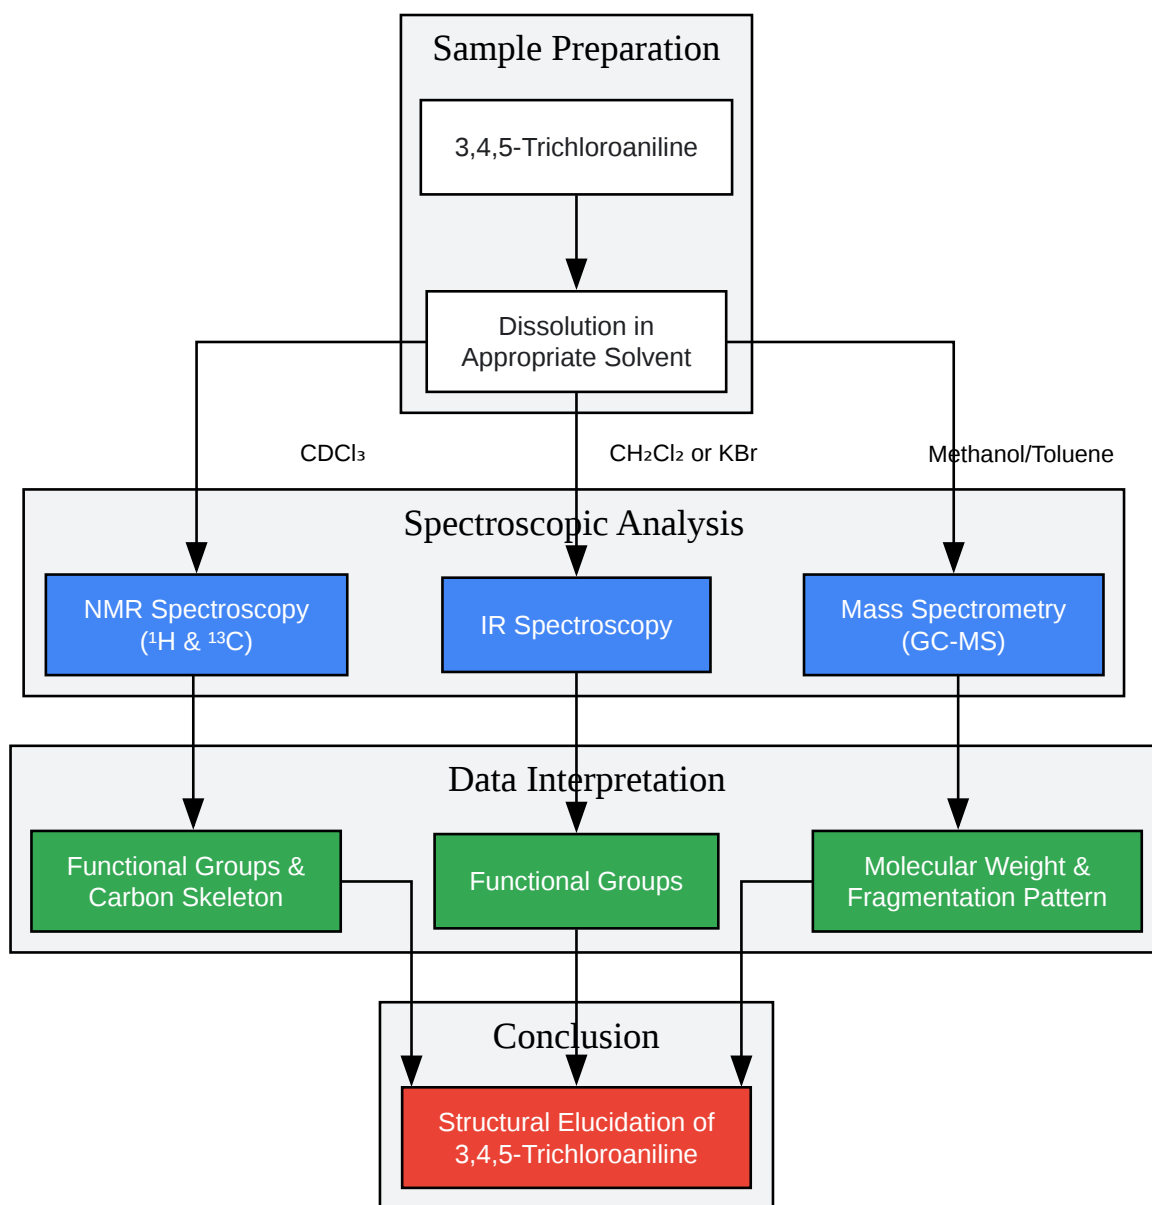 Sample Preparation
3,4,5-Trichloroaniline
Dissolution in
Appropriate Solvent
CDCl₃
CH₂Cl₂ or KBr
Methanol/Toluene
Spectroscopic Analysis
NMR Spectroscopy
(¹H & ¹³C)
IR Spectroscopy
Mass Spectrometry
(GC-MS)
Data Interpretation
Functional Groups &
Carbon Skeleton
Functional Groups
Molecular Weight &
Fragmentation Pattern
Conclusion
Structural Elucidation of
3,4,5-Trichloroaniline